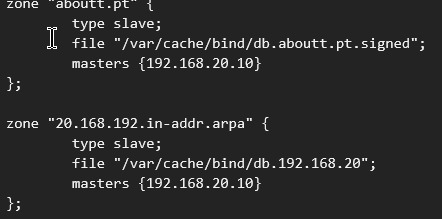 zone "aboutt.pt" {
type slave;
file "/var/cache/bind/db.aboutt.pt.signed";
masters {192.168.20.10}
};
zone "20.168.192.in-addr.arpa" {
type slave;
file "/var/cache/bind/db.192.168.20";
masters {192.168.20.10}
};